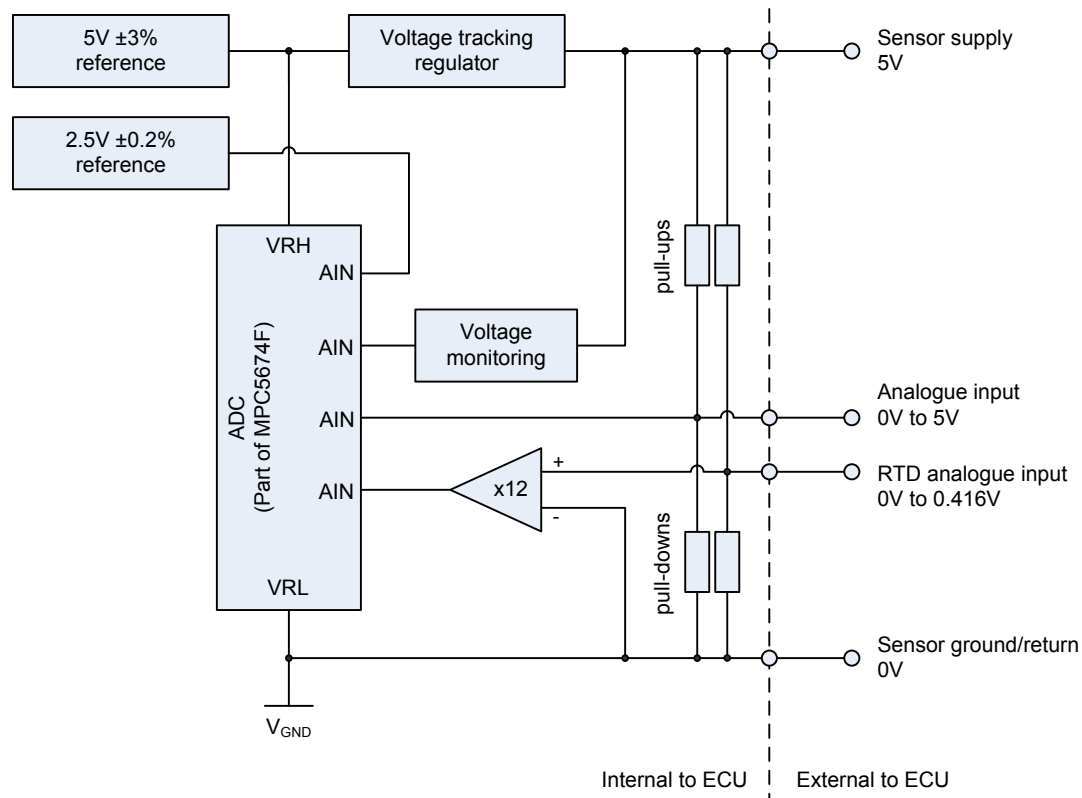 5V ±3%
reference
Voltage tracking
regulator
Sensor supply
5V
2.5V ±0.2%
reference
VRH
AIN
pull-ups
Voltage
monitoring
AIN
ADC
(Part of MPC5674F)
Analogue input
0V to 5V
AIN
RTD analogue input
0V to 0.416V
AIN
x12
+
-
pull-downs
VRL
Sensor ground/return
0V
VGND
Internal to ECU
External to ECU